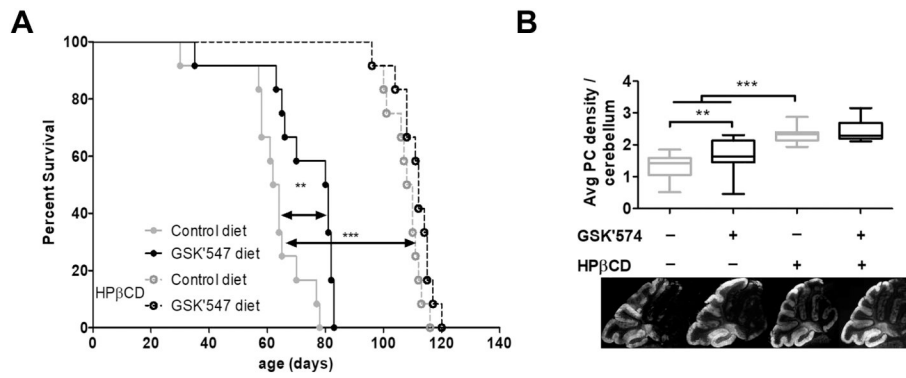 A
Percent Survival
100
80
60
40
20
0
**
***
Control diet
GSK'547 diet
HPβCD
Control diet
GSK'547 diet
0 20 40 60 80 100 120 140
age (days)
B
Avg PC density /
cerebellum
4
3
2
1
0
***
**
GSK'574 – + – +
HPβCD – – + +